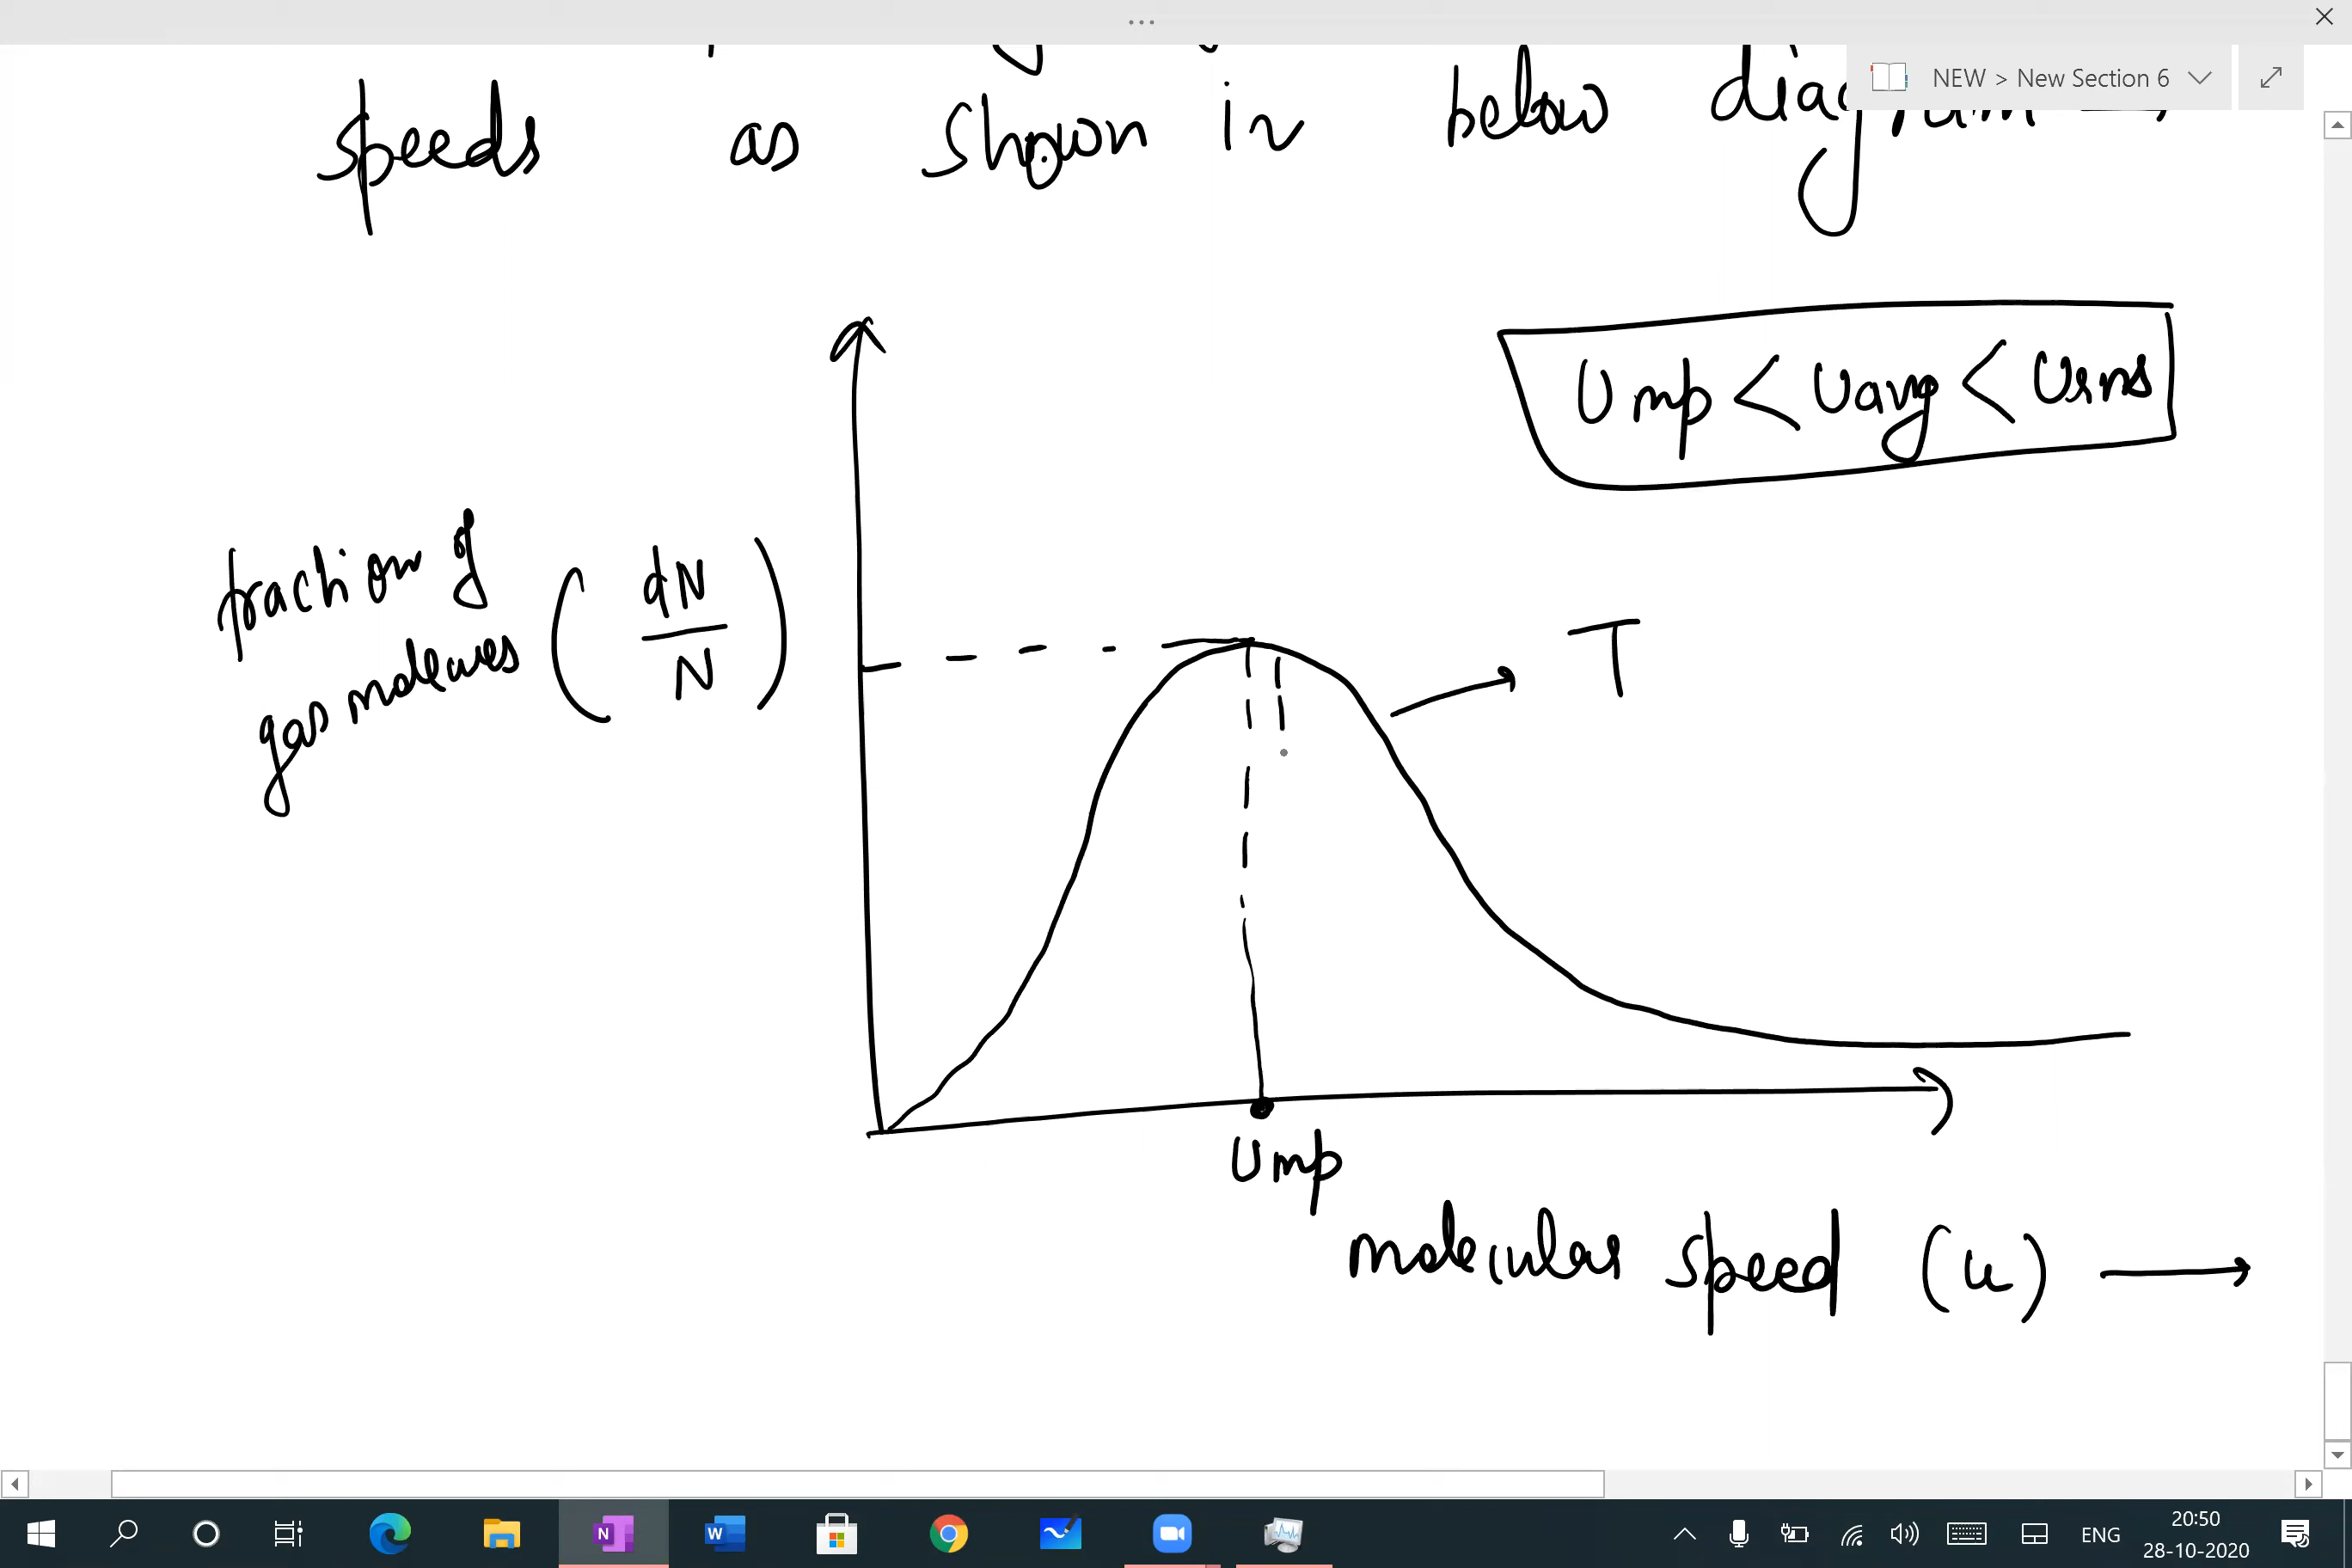 ...
NEW > New Section 6
speeds as shown in below
Ump < Uavg < Urms
fraction of
gas molecules (dN/N)
T
Ump
molecular speed (u) →
ENG
20:50
28-10-2020